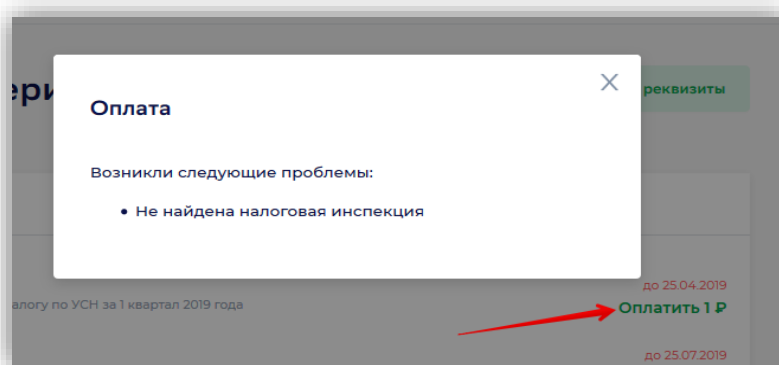 ери
реквизиты
Оплата
Возникли следующие проблемы:
• Не найдена налоговая инспекция
до 25.04.2019
алогу по УСН за 1 квартал 2019 года
Оплатить 1 ₽
до 25.07.2019